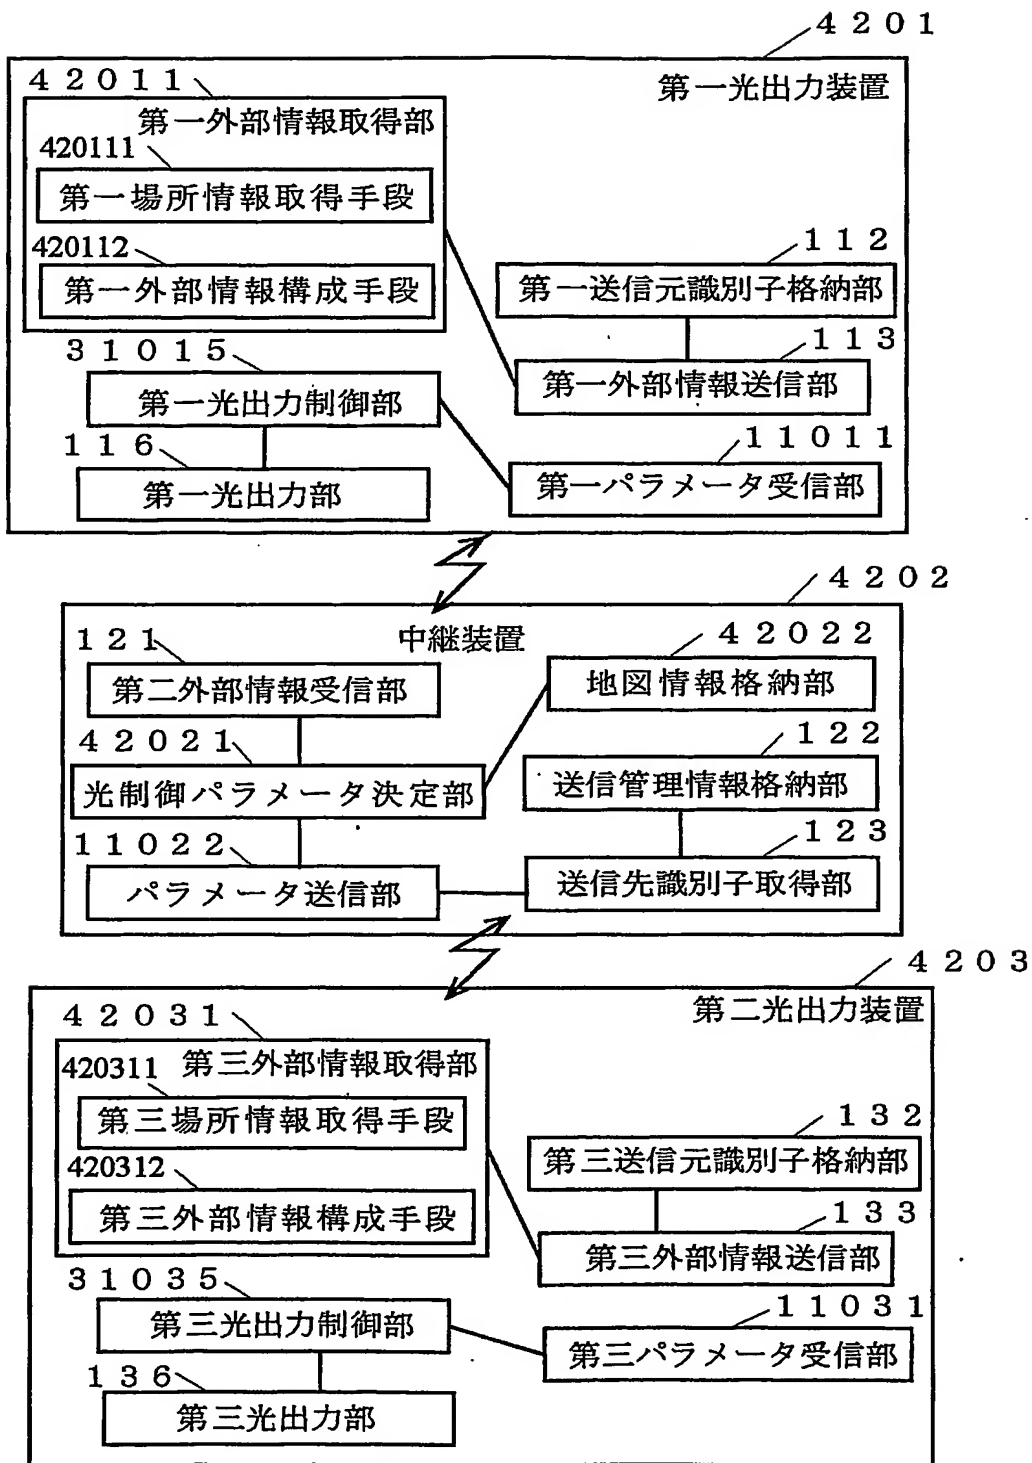 4201
42011
第一光出力装置
第一外部情報取得部
420111
第一場所情報取得手段
420112
第一外部情報構成手段
112
第一送信元識別子格納部
31015
113
第一光出力制御部
第一外部情報送信部
116
11011
第一光出力部
第一パラメータ受信部
4202
121
中継装置
42022
第二外部情報受信部
地図情報格納部
42021
122
光制御パラメータ決定部
送信管理情報格納部
11022
123
パラメータ送信部
送信先識別子取得部
4203
42031
第二光出力装置
420311
第三外部情報取得部
第三場所情報取得手段
132
420312
第三送信元識別子格納部
第三外部情報構成手段
133
第三外部情報送信部
31035
第三光出力制御部
11031
第三パラメータ受信部
136
第三光出力部